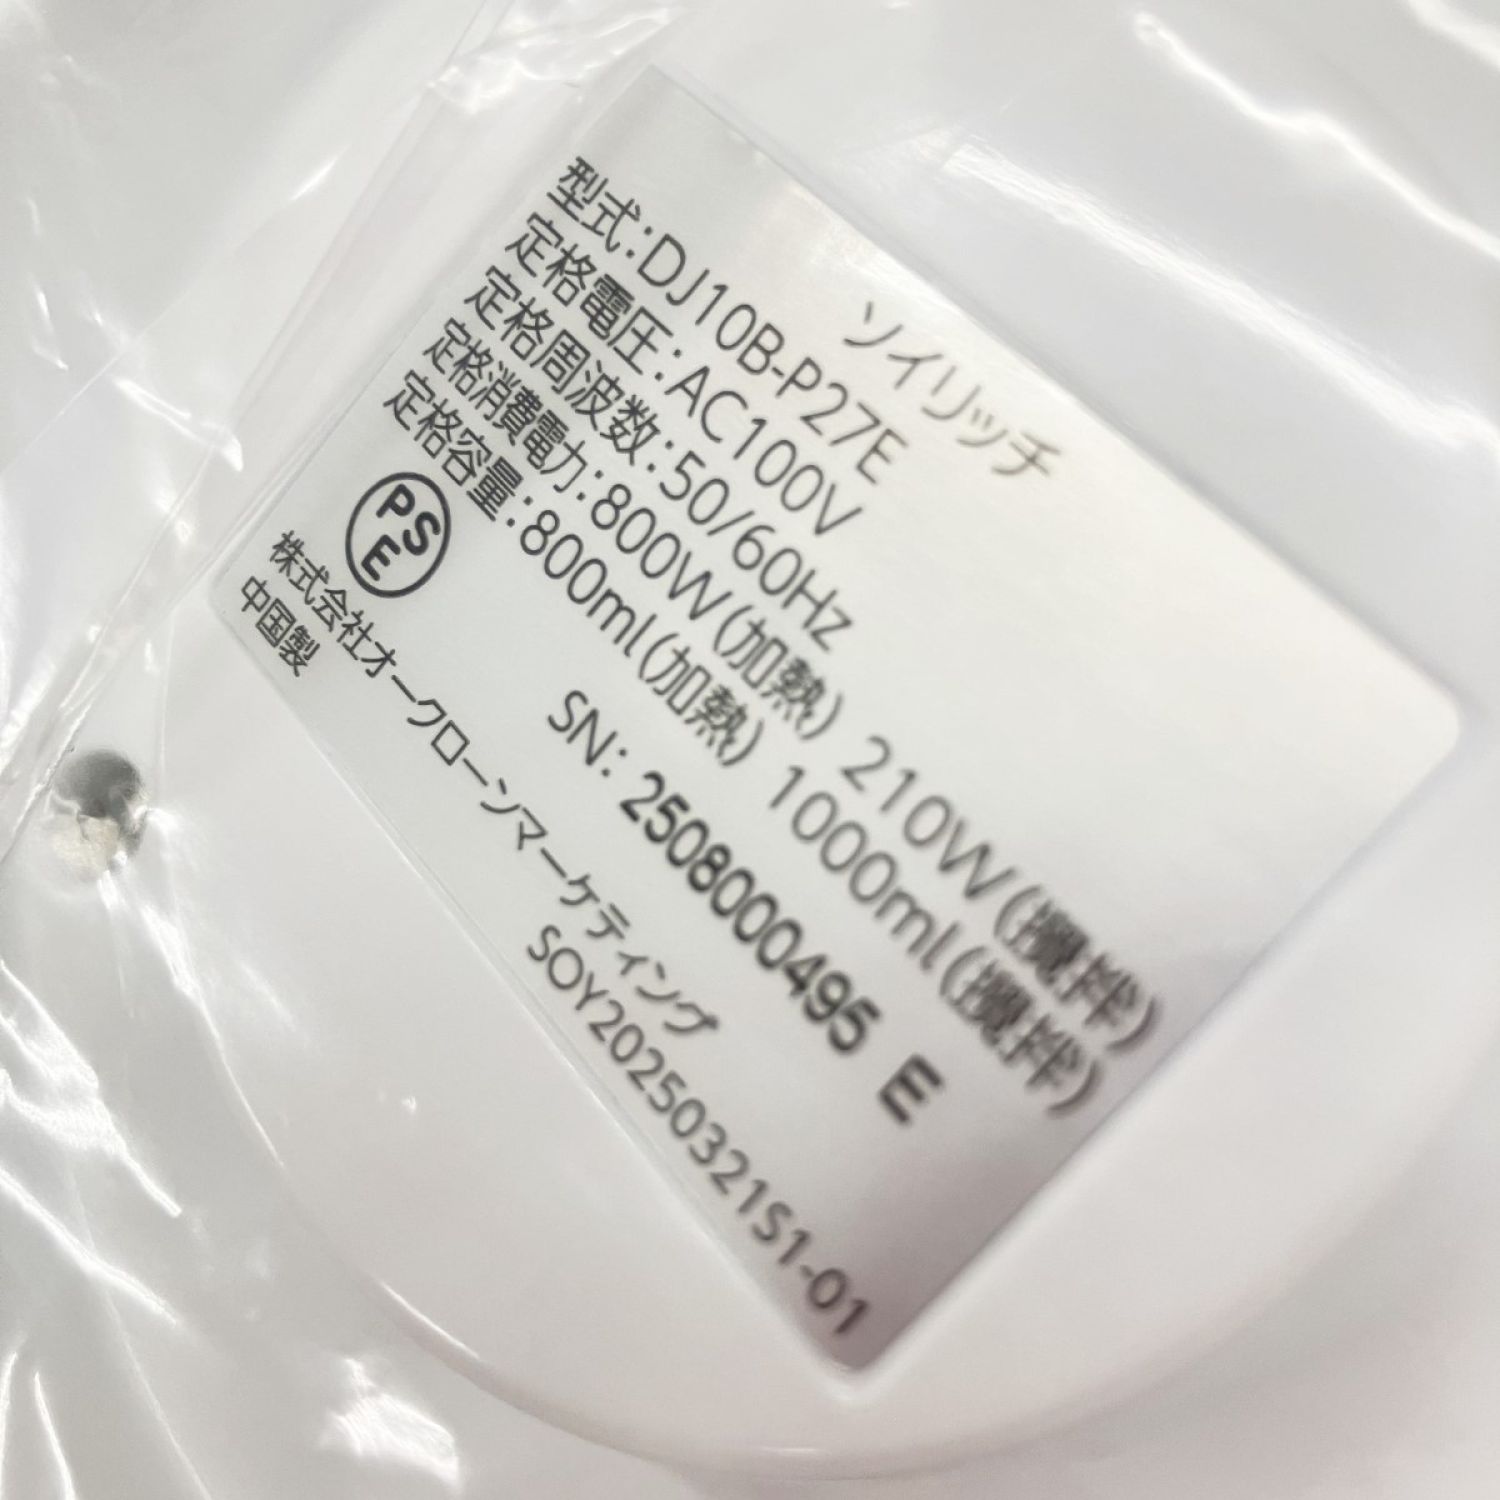 ソイリッチ
型式:DJ10B-P27E
定格電圧:AC100V
定格周波数:50/60Hz
定格消費電力:800W(加熱) 210W(攪拌)
定格容量:800ml(加熱) 1000ml(攪拌)
PSE
SN: 2508000495 E
株式会社オークローンマーケティング
中国製
SOY20250321S1-01